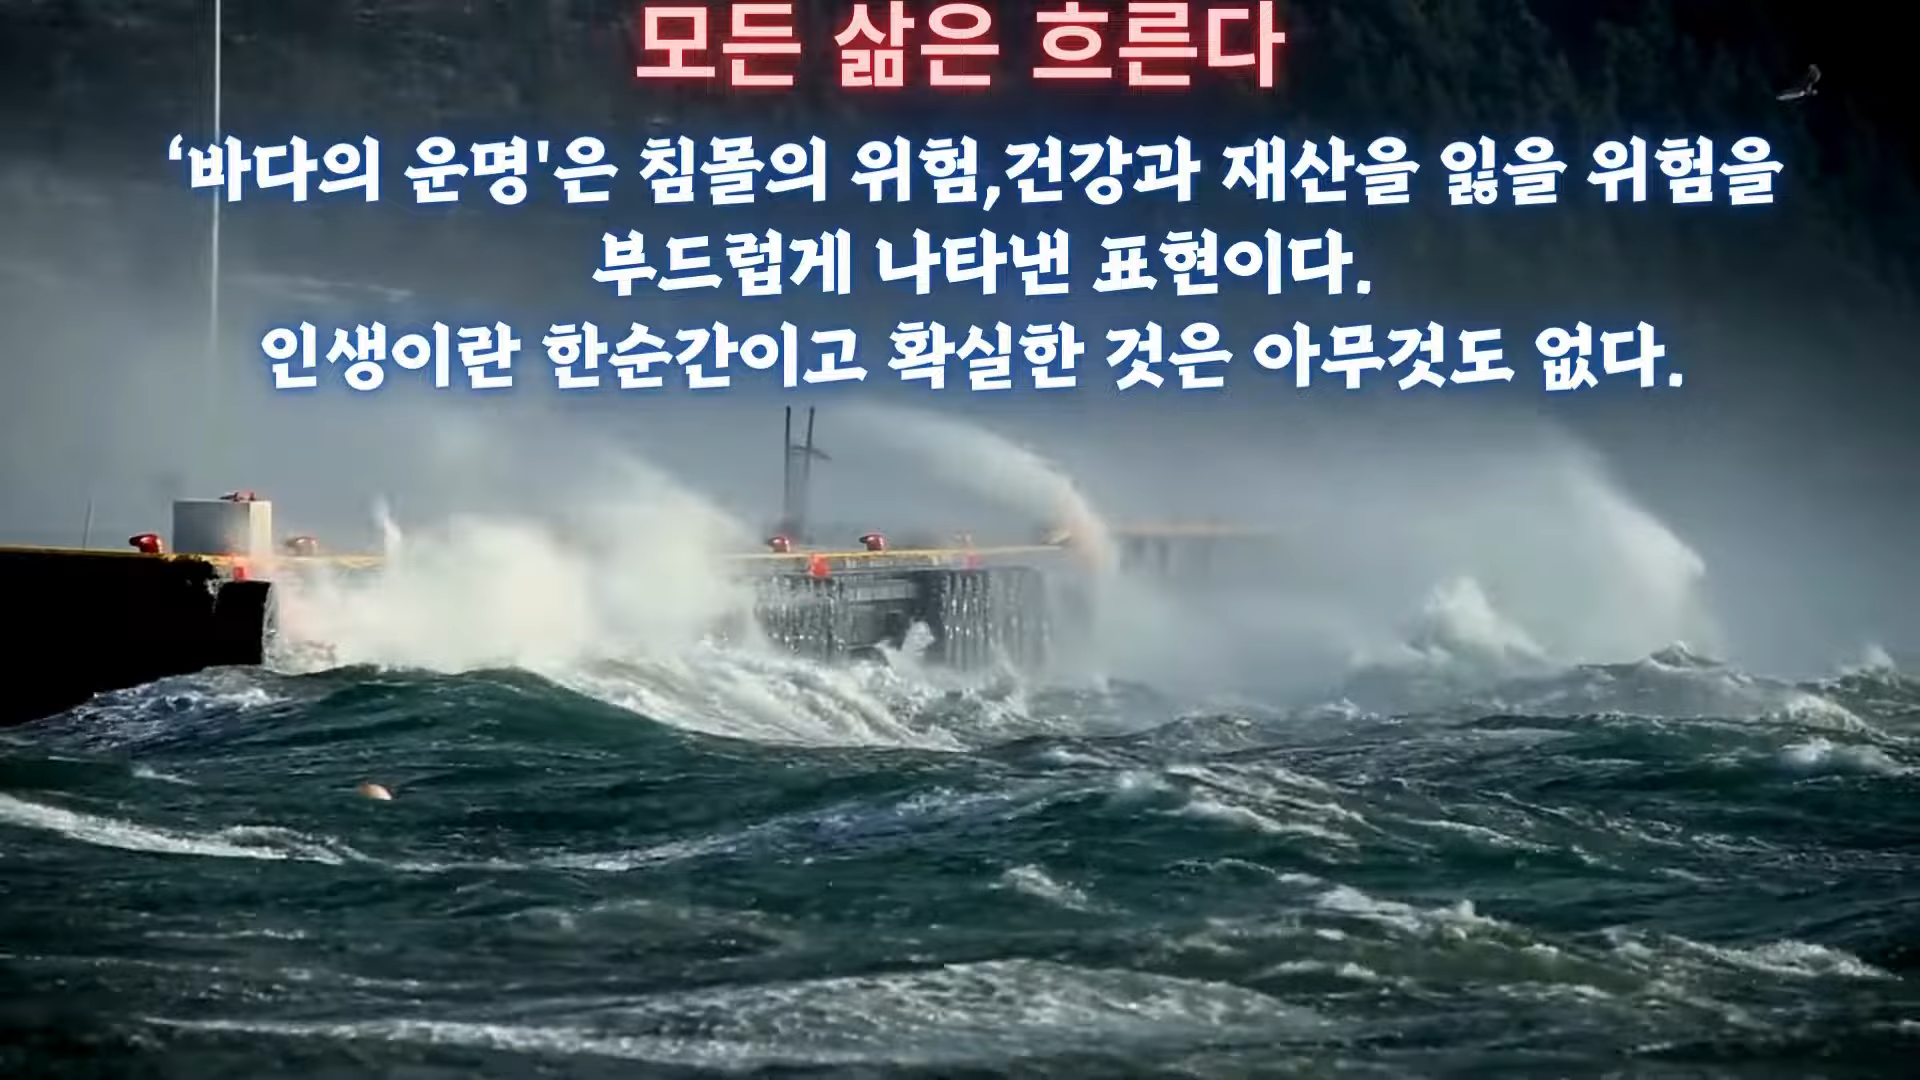 모든 삶은 흐른다
‘바다의 운명'은 침몰의 위험,건강과 재산을 잃을 위험을
부드럽게 나타낸 표현이다.
인생이란 한순간이고 확실한 것은 아무것도 없다.